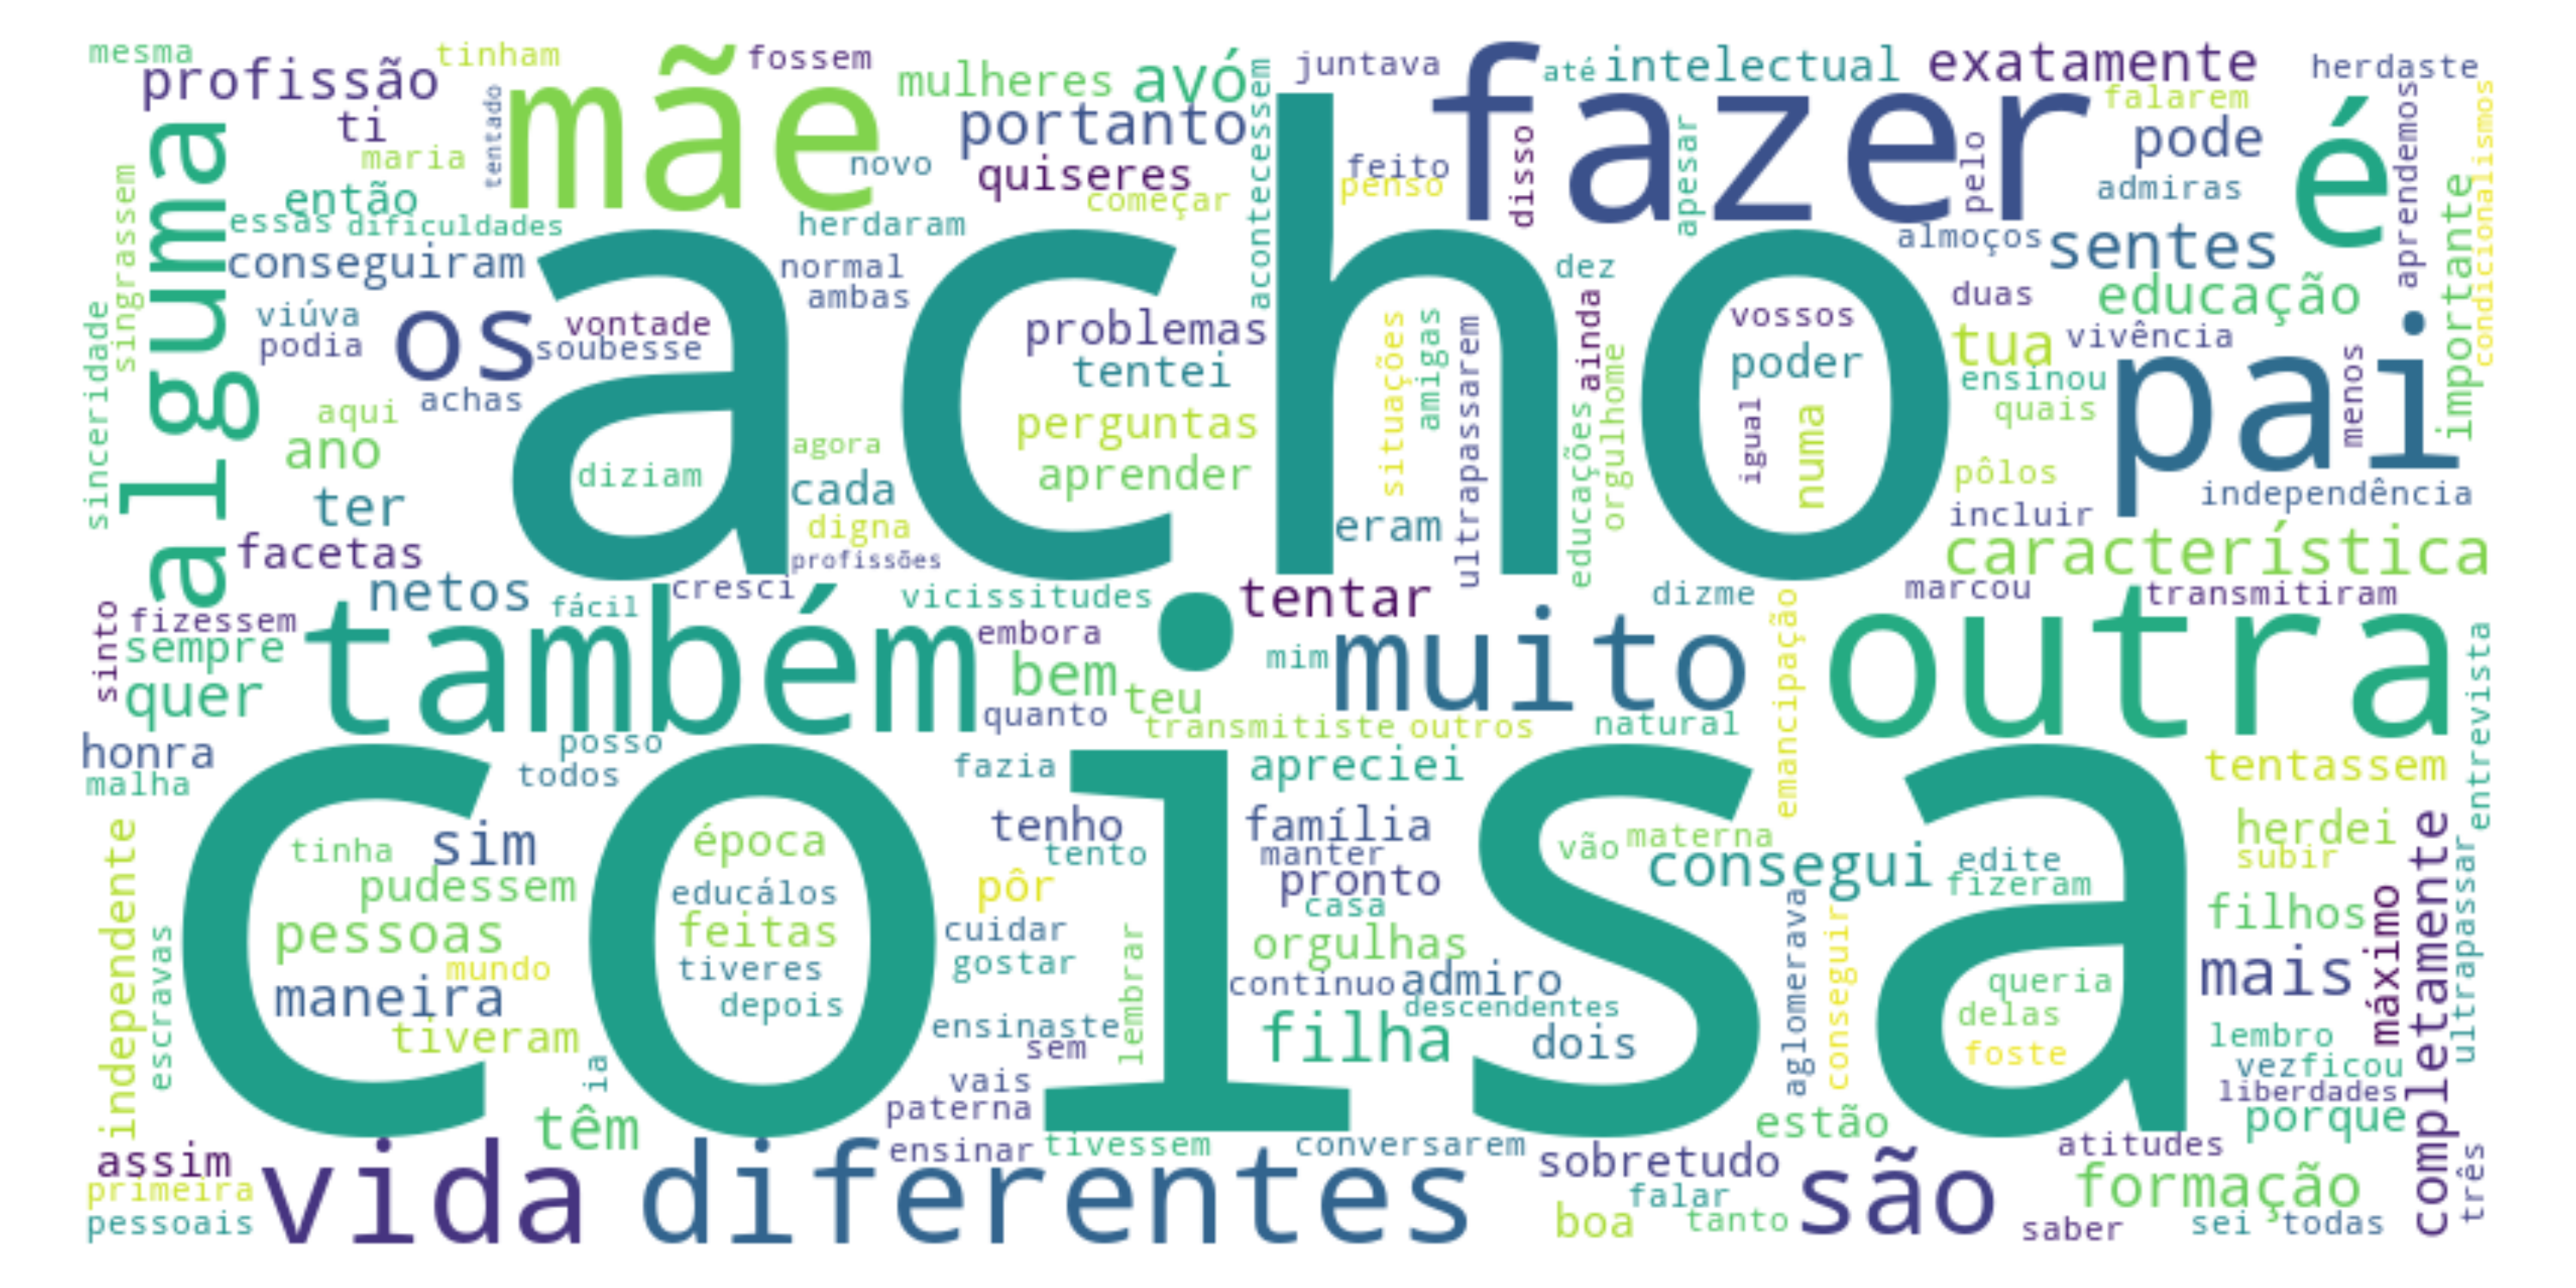 mesma
tinham
fossem
juntava
até
intelectual
exatamente
herdaste
profissão
mãe
mulheres
avó
fazer
falarem
ti
tentado
portanto
acontecessem
pode
é
aprendemos
condicionalismos
maria
novo
quiseres
feito
penso
disso
apesar
pelo
admiras
importante
alguma
então
começar
essas
dificuldades
herdaram
almoços
sentes
singrassem
conseguiram
acho
normal
ambas
dez
duas
educação
sinceridade
viúva
podia
os
vontade
soubesse
problemas
tentei
situações
amigas
ultrapassarem
ainda
vossos
poder
tua
vivência
pai
menos
achas
aqui
ano
perguntas
aprender
educações
orgulhome
igual
numa
ensinou
quais
diziam
agora
cada
digna
profissões
ter
eram
pôlos
incluir
independência
facetas
característica
netos
fácil
cresci
vicissitudes
.
tentar
dizme
marcou
transmitiram
sinto
fizessem
sempre
quer
também
embora
bem
teu
quanto
mim
muito
emancipação
outra
entrevista
transmitiste
outros
natural
honra
malha
posso
todos
coisa
fazia
apreciei
tentassem
independente
escravas
tinha
sim
pudessem
pessoas
mundo
maneira
tiveram
época
educálos
feitas
tiveres
depois
tenho
tento
pôr
família
manter
pronto
casa
vão
materna
consegui
edite
fizeram
herdei
subir
completamente
ultrapassar
cuidar
gostar
lembrar
orgulhas
continuo
admiro
descendentes
aglomerava
conseguir
filhos
mais
máximo
queria
delas
foste
ensinaste
sem
filha
dois
lembro
vez
ficou
liberdades
porque
ia
vais
paterna
têm
estão
assim
primeira
pessoais
vida
diferentes
ensinar
tivessem
conversarem
sobretudo
falar
boa
tanto
são
atitudes
formação
saber
sei
todas
três